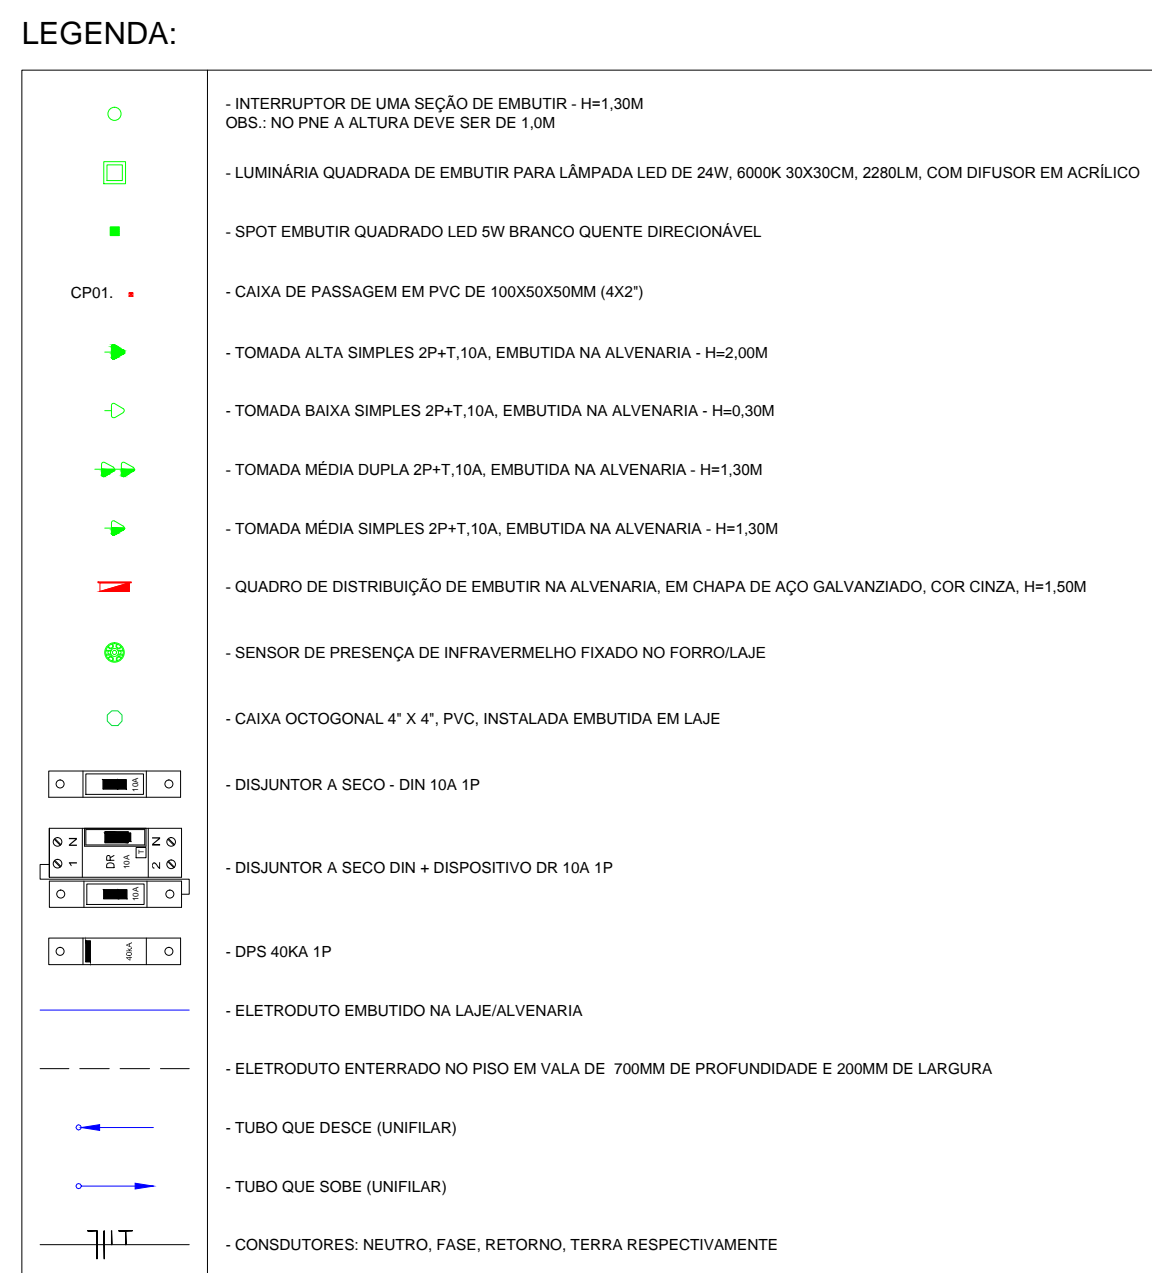 LEGENDA:
- INTERRUPTOR DE UMA SEÇÃO DE EMBUTIR - H=1,30M
OBS.: NO PNE A ALTURA DEVE SER DE 1,0M
- LUMINÁRIA QUADRADA DE EMBUTIR PARA LÂMPADA LED DE 24W, 6000K 30X30CM, 2280LM, COM DIFUSOR EM ACRÍLICO
- SPOT EMBUTIR QUADRADO LED 5W BRANCO QUENTE DIRECIONÁVEL
CP01. - CAIXA DE PASSAGEM EM PVC DE 100X50X50MM (4X2")
- TOMADA ALTA SIMPLES 2P+T,10A, EMBUTIDA NA ALVENARIA - H=2,00M
- TOMADA BAIXA SIMPLES 2P+T,10A, EMBUTIDA NA ALVENARIA - H=0,30M
- TOMADA MÉDIA DUPLA 2P+T,10A, EMBUTIDA NA ALVENARIA - H=1,30M
- TOMADA MÉDIA SIMPLES 2P+T,10A, EMBUTIDA NA ALVENARIA - H=1,30M
- QUADRO DE DISTRIBUIÇÃO DE EMBUTIR NA ALVENARIA, EM CHAPA DE AÇO GALVANZIADO, COR CINZA, H=1,50M
- SENSOR DE PRESENÇA DE INFRAVERMELHO FIXADO NO FORRO/LAJE
- CAIXA OCTOGONAL 4" X 4", PVC, INSTALADA EMBUTIDA EM LAJE
10A - DISJUNTOR A SECO - DIN 10A 1P
N N
1 DR 10A T 2
10A
- DISJUNTOR A SECO DIN + DISPOSITIVO DR 10A 1P
40kA - DPS 40KA 1P
- ELETRODUTO EMBUTIDO NA LAJE/ALVENARIA
- ELETRODUTO ENTERRADO NO PISO EM VALA DE 700MM DE PROFUNDIDADE E 200MM DE LARGURA
- TUBO QUE DESCE (UNIFILAR)
- TUBO QUE SOBE (UNIFILAR)
- CONSDUTORES: NEUTRO, FASE, RETORNO, TERRA RESPECTIVAMENTE